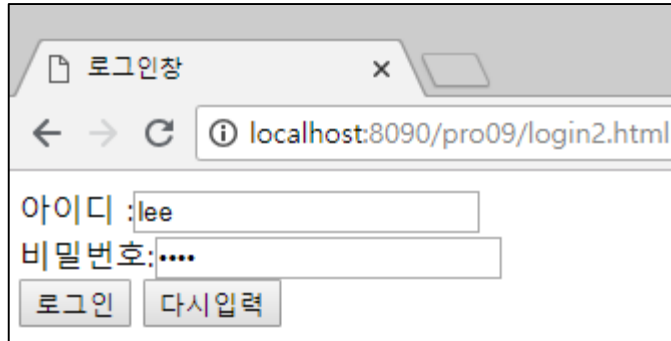 로그인창
localhost:8090/pro09/login2.html
아이디 :lee
비밀번호:••••
로그인 다시입력